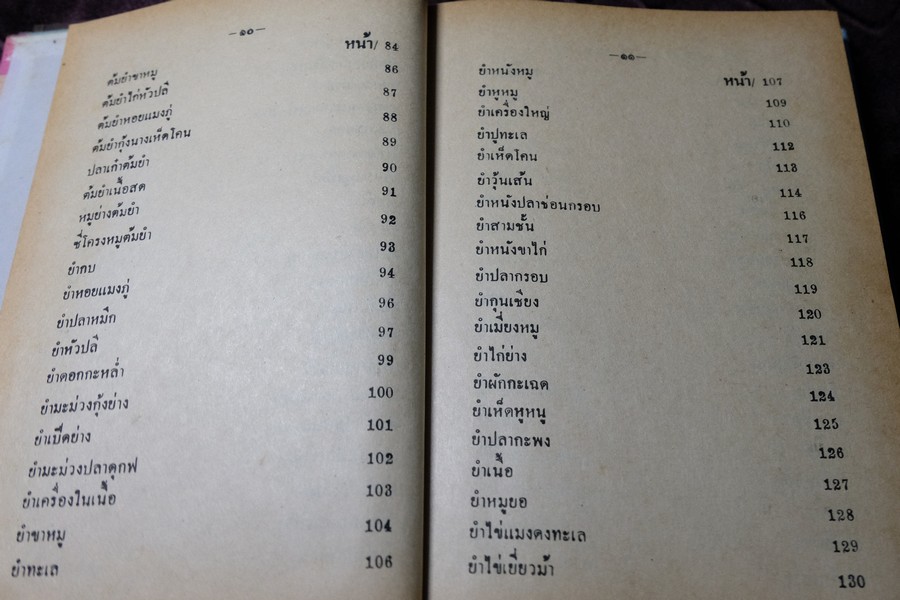 —๑๐—
ต้มยำขาหมู หน้า/ 84
ต้มยำไก่หัวปลี 86
ต้มยำหอยแมงภู่ 87
ต้มยำกุ้งนางเห็ดโคน 88
ปลาเก๋าต้มยำ 89
ต้มยำเนื้อสด 90
หมูย่างต้มยำ 91
ซี่โครงหมูต้มยำ 92
ยำกบ 93
ยำหอยแมงภู่ 94
ยำปลาหมึก 96
ยำหัวปลี 97
ยำดอกกะหล่ำ 99
ยำมะม่วงกุ้งย่าง 100
ยำเป็ดย่าง 101
ยำมะม่วงปลาดุกฟ 102
ยำเครื่องในเนื้อ 103
ยำขาหมู 104
ยำทะเล 106
—๑๑—
ยำหนังหมู หน้า/ 107
ยำหูหมู 109
ยำเครื่องใหญ่ 110
ยำปูทะเล 112
ยำเห็ดโคน 113
ยำวุ้นเส้น 114
ยำหนังปลาช่อนกรอบ 116
ยำสามชั้น 117
ยำหนังขาไก่ 118
ยำปลากรอบ 119
ยำกุนเชียง 120
ยำเมี่ยงหมู 121
ยำไก่ย่าง 123
ยำผักกะเฉด 124
ยำเห็ดหูหนู 125
ยำปลากะพง 126
ยำเนื้อ 127
ยำหมูยอ 128
ยำไข่แมงดงทะเล 129
ยำไข่เยี่ยวม้า 130